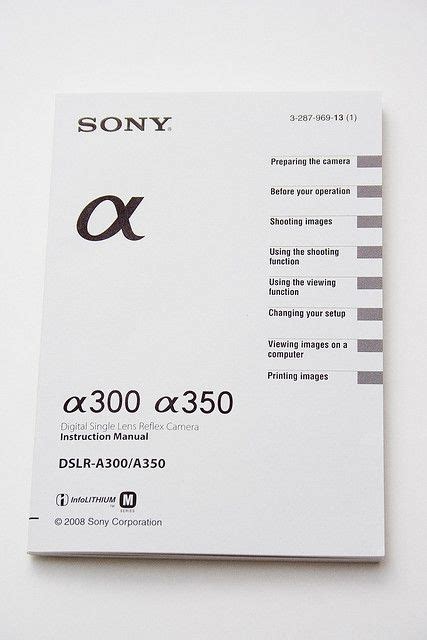 SONY®
3-287-969-13 (1)
Preparing the camera
Before your operation
Shooting images
Using the shooting
function
Using the viewing
function
Changing your setup
Viewing images on a
computer
Printing images
α
α300 α350
Digital Single Lens Reflex Camera
Instruction Manual
DSLR-A300/A350
InfoLITHIUM™ M
SERIES
© 2008 Sony Corporation